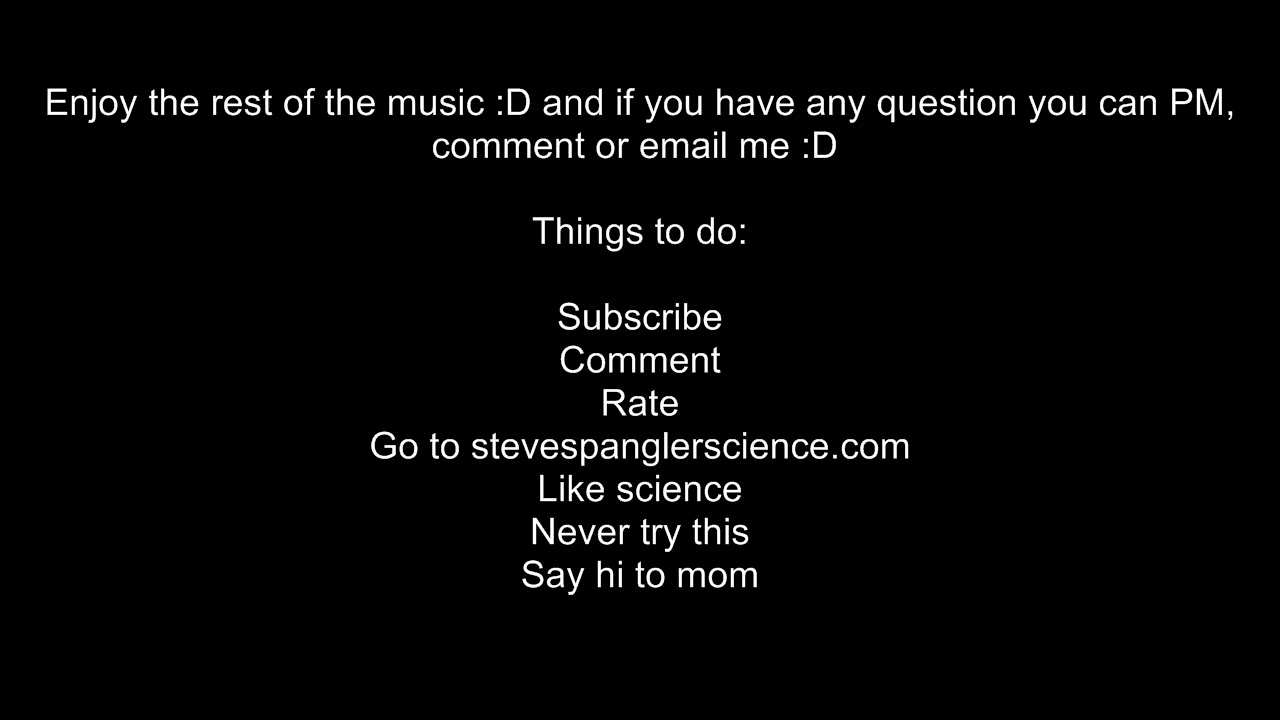 Enjoy the rest of the music :D and if you have any question you can PM,
comment or email me :D
Things to do:
Subscribe
Comment
Rate
Go to stevespanglerscience.com
Like science
Never try this
Say hi to mom